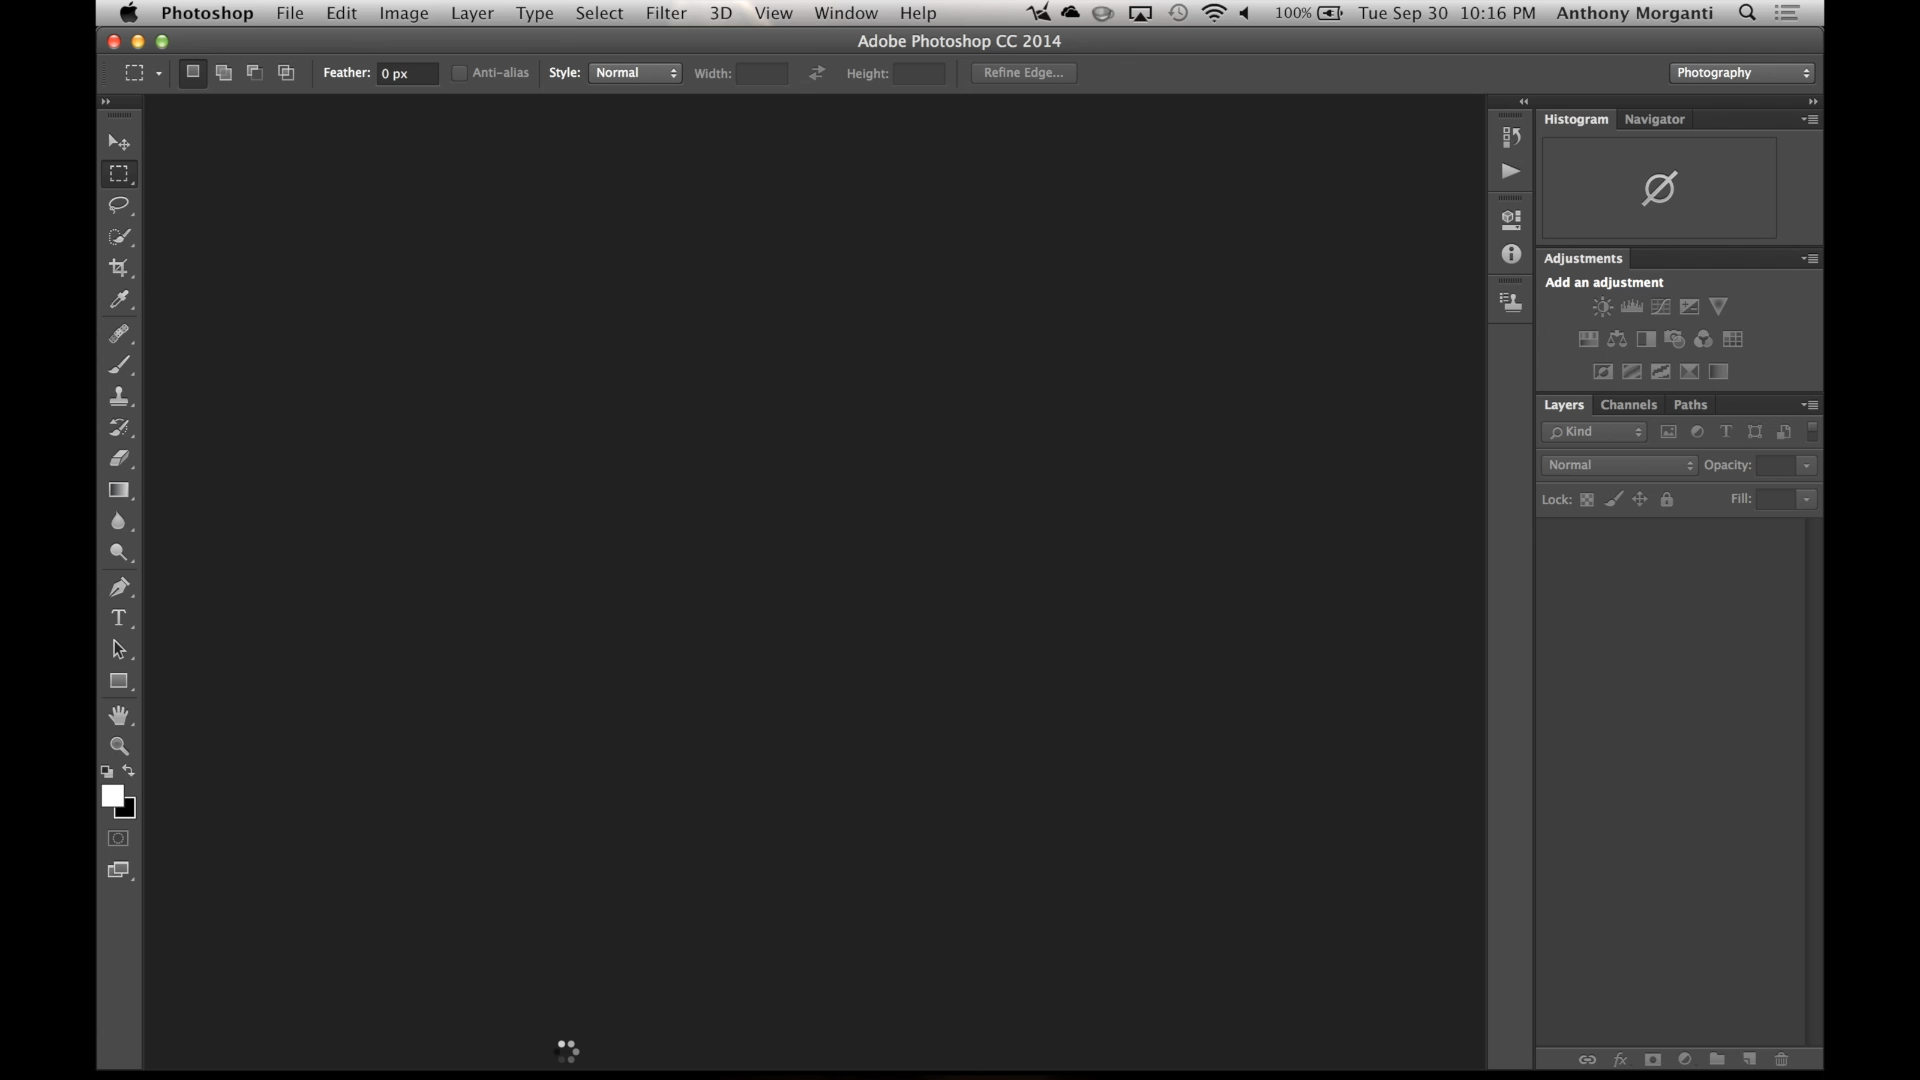 Photoshop File Edit Image Layer Type Select Filter 3D View Window Help 100% Tue Sep 30 10:16 PM Anthony Morganti
Adobe Photoshop CC 2014
Feather: 0 px Anti-alias Style: Normal Width: Height: Refine Edge... Photography
Histogram Navigator
Adjustments
Add an adjustment
Layers Channels Paths
Kind
Normal Opacity:
Lock: Fill: